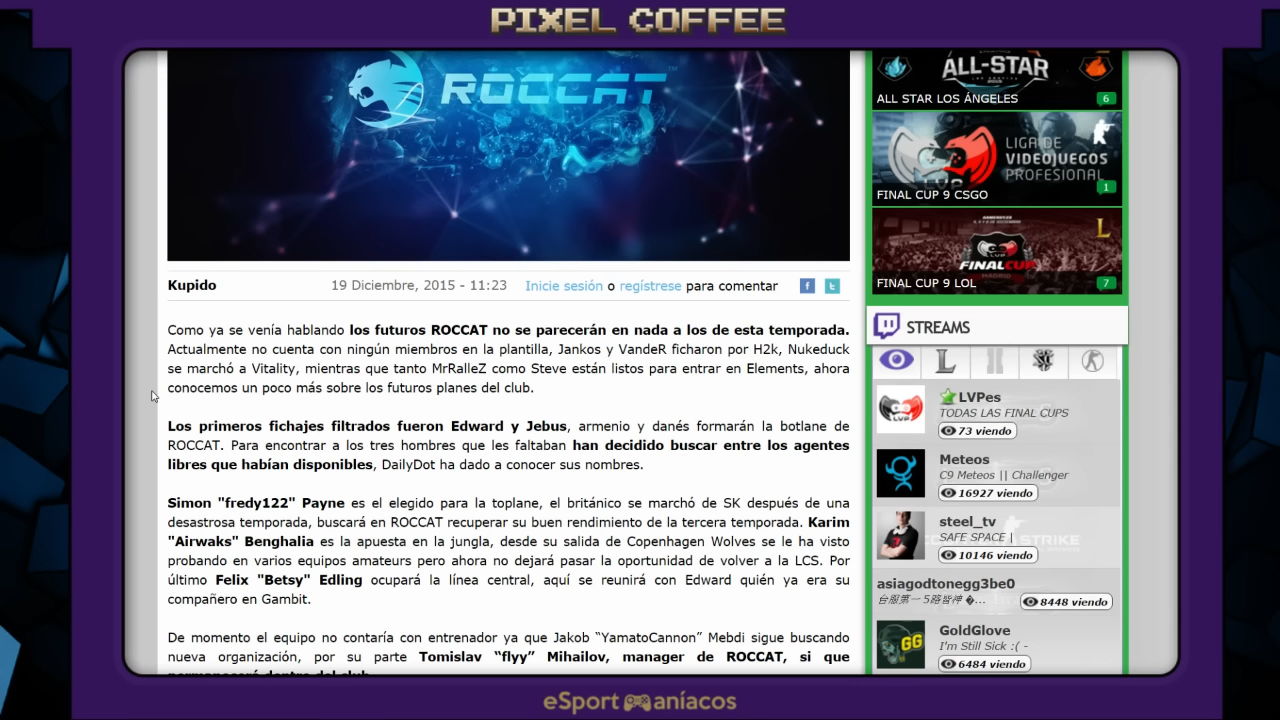 PIXEL COFFEE
ROCCAT
Kupido
19 Diciembre, 2015 - 11:23
Inicie sesión o regístrese para comentar
Como ya se venía hablando los futuros ROCCAT no se parecerán en nada a los de esta temporada.
Actualmente no cuenta con ningún miembros en la plantilla, Jankos y VandeR ficharon por H2k, Nukeduck
se marchó a Vitality, mientras que tanto MrRalleZ como Steve están listos para entrar en Elements, ahora
conocemos un poco más sobre los futuros planes del club.
Los primeros fichajes filtrados fueron Edward y Jebus, armenio y danés formarán la botlane de
ROCCAT. Para encontrar a los tres hombres que les faltaban han decidido buscar entre los agentes
libres que habían disponibles, DailyDot ha dado a conocer sus nombres.
Simon "fredy122" Payne es el elegido para la toplane, el británico se marchó de SK después de una
desastrosa temporada, buscará en ROCCAT recuperar su buen rendimiento de la tercera temporada. Karim
"Airwaks" Benghalia es la apuesta en la jungla, desde su salida de Copenhagen Wolves se le ha visto
probando en varios equipos amateurs pero ahora no dejará pasar la oportunidad de volver a la LCS. Por
último Felix "Betsy" Edling ocupará la línea central, aquí se reunirá con Edward quién ya era su
compañero en Gambit.
De momento el equipo no contaría con entrenador ya que Jakob “YamatoCannon” Mebdi sigue buscando
nueva organización, por su parte Tomislav “flyy” Mihailov, manager de ROCCAT, si que
permanecerá dentro del club.
ALL-STAR
ALL STAR LOS ÁNGELES
6
LIGA DE
VIDEOJUEGOS
PROFESIONAL
LVP
1
FINAL CUP 9 CSGO
FINAL CUP
FINAL CUP 9 LOL
7
STREAMS
LVPes
TODAS LAS FINAL CUPS
73 viendo
Meteos
C9 Meteos || Challenger
16927 viendo
steel_tv
SAFE SPACE |
10146 viendo
asiagodtonegg3be0
台服第一 5路皆神 �...
8448 viendo
GoldGlove
I'm Still Sick :( -
6484 viendo
eSportmaníacos